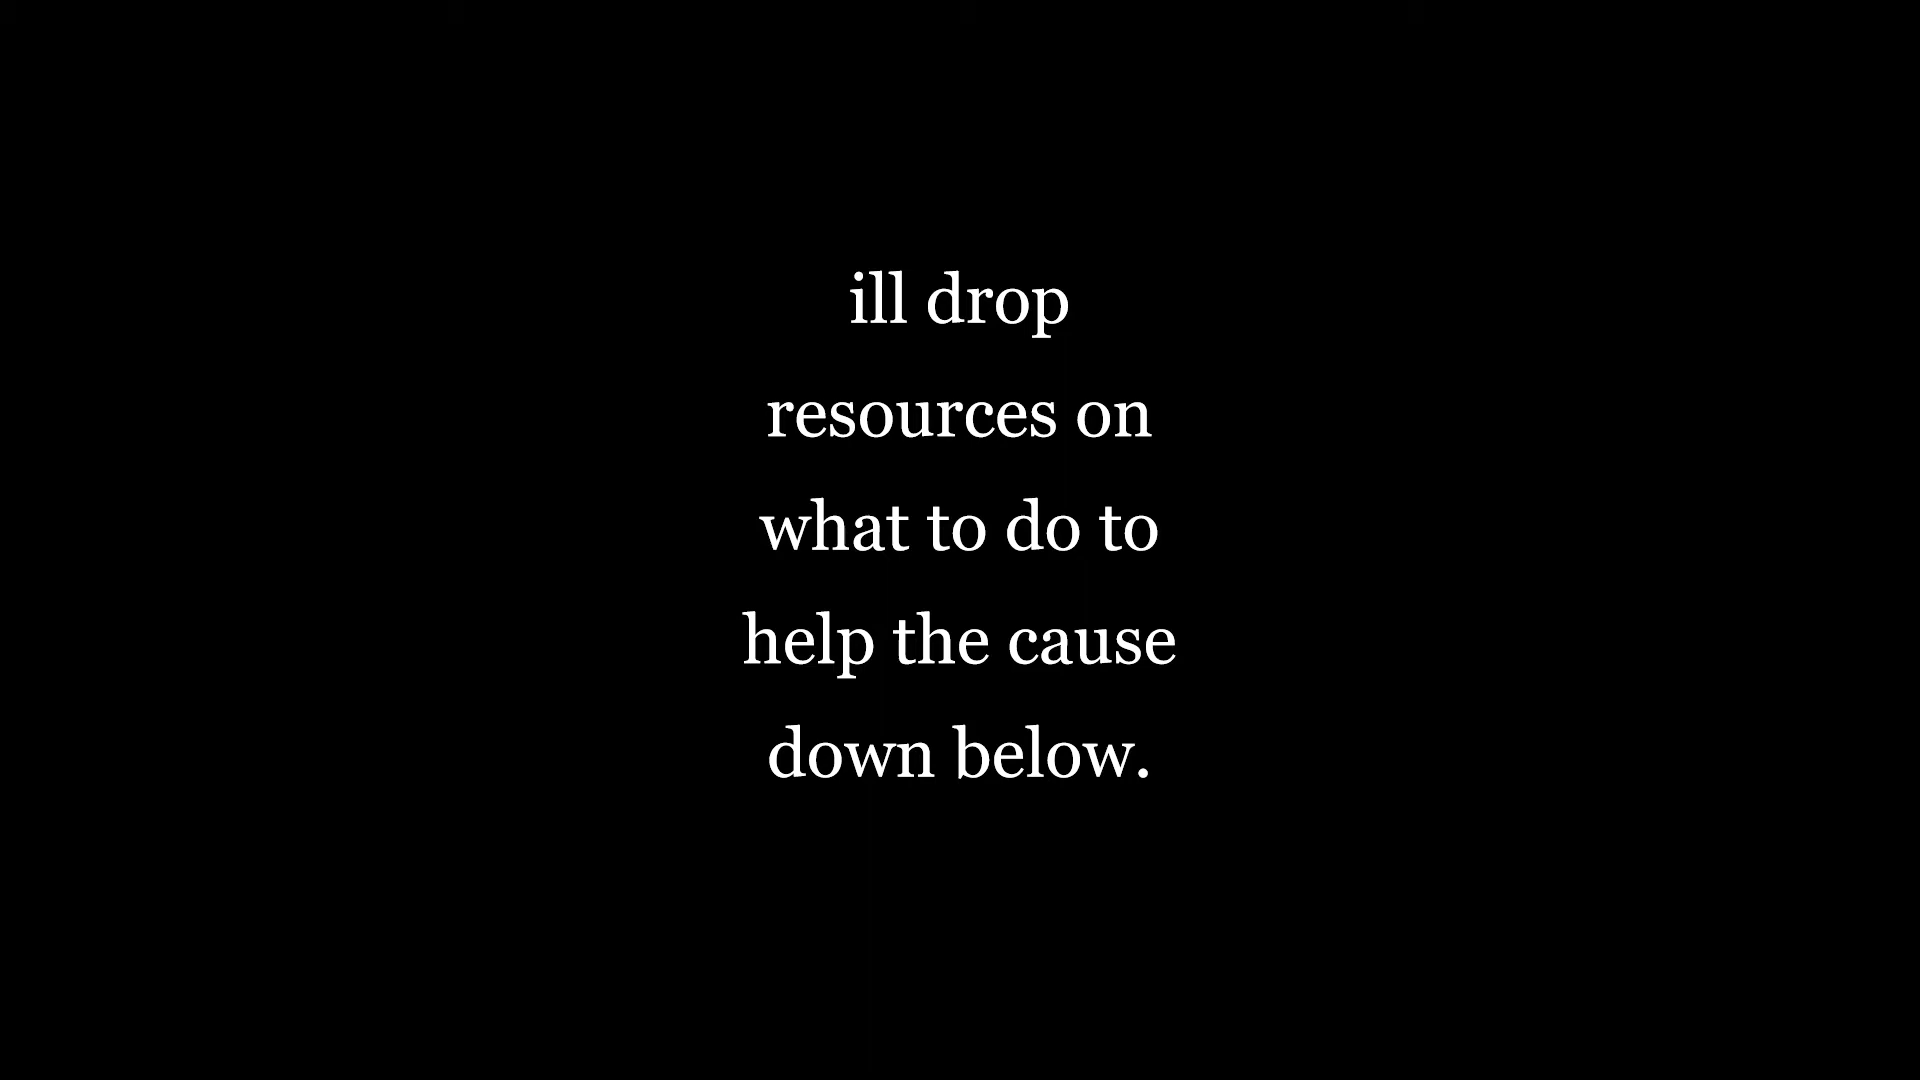 ill drop
resources on
what to do to
help the cause
down below.